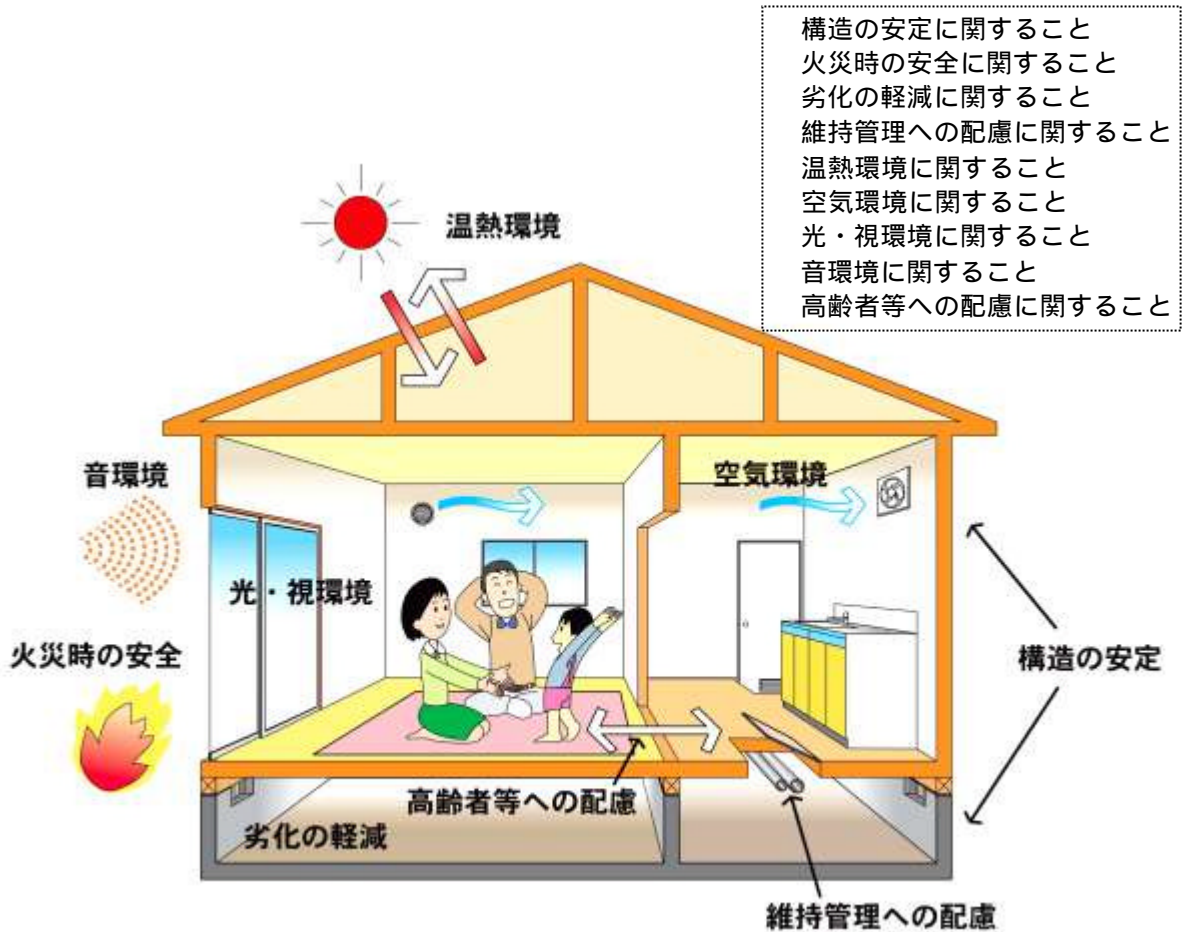 構造の安定に関すること
火災時の安全に関すること
劣化の軽減に関すること
維持管理への配慮に関すること
温熱環境に関すること
空気環境に関すること
光・視環境に関すること
音環境に関すること
高齢者等への配慮に関すること
温熱環境
音環境
空気環境
光・視環境
火災時の安全
構造の安定
高齢者等への配慮
劣化の軽減
維持管理への配慮